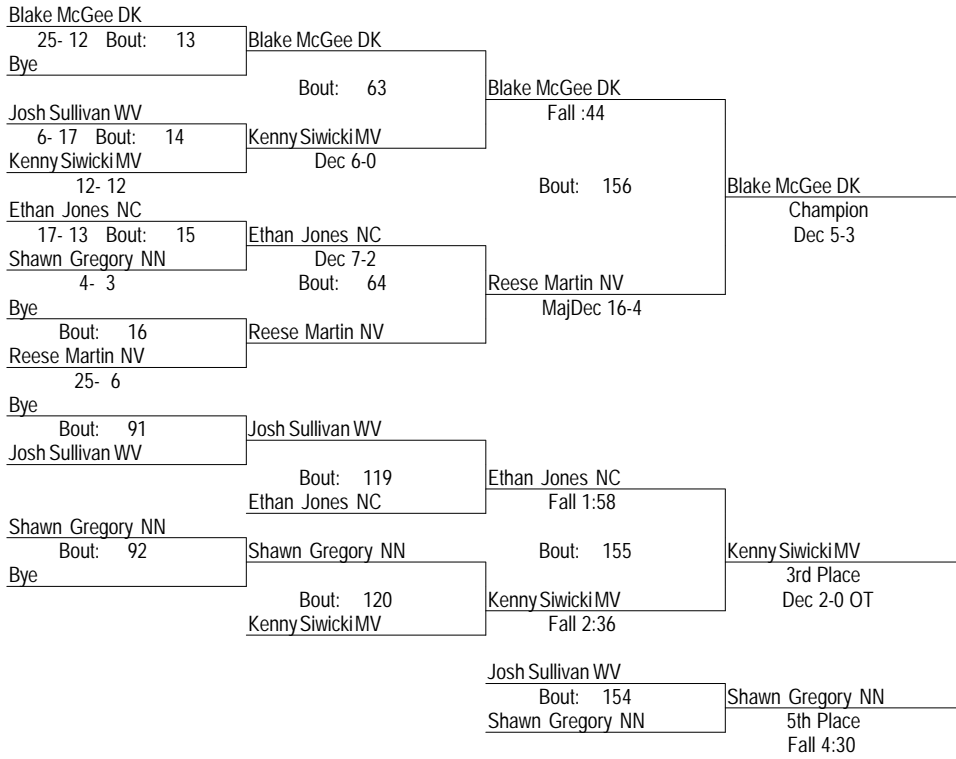 Blake McGee DK
25- 12 Bout: 13 Blake McGee DK
Bye
Bout: 63 Blake McGee DK
Josh Sullivan WV Fall :44
6- 17 Bout: 14 Kenny Siwicki MV
Kenny Siwicki MV Dec 6-0
12- 12 Bout: 156 Blake McGee DK
Ethan Jones NC Champion
17- 13 Bout: 15 Ethan Jones NC Dec 5-3
Shawn Gregory NN Dec 7-2
4- 3 Bout: 64 Reese Martin NV
Bye MajDec 16-4
Bout: 16 Reese Martin NV
Reese Martin NV
25- 6
Bye
Bout: 91 Josh Sullivan WV
Josh Sullivan WV
Bout: 119 Ethan Jones NC
Ethan Jones NC Fall 1:58
Shawn Gregory NN
Bout: 92 Shawn Gregory NN Bout: 155 Kenny Siwicki MV
Bye 3rd Place
Bout: 120 Kenny Siwicki MV Dec 2-0 OT
Kenny Siwicki MV Fall 2:36
Josh Sullivan WV
Bout: 154 Shawn Gregory NN
Shawn Gregory NN 5th Place
Fall 4:30